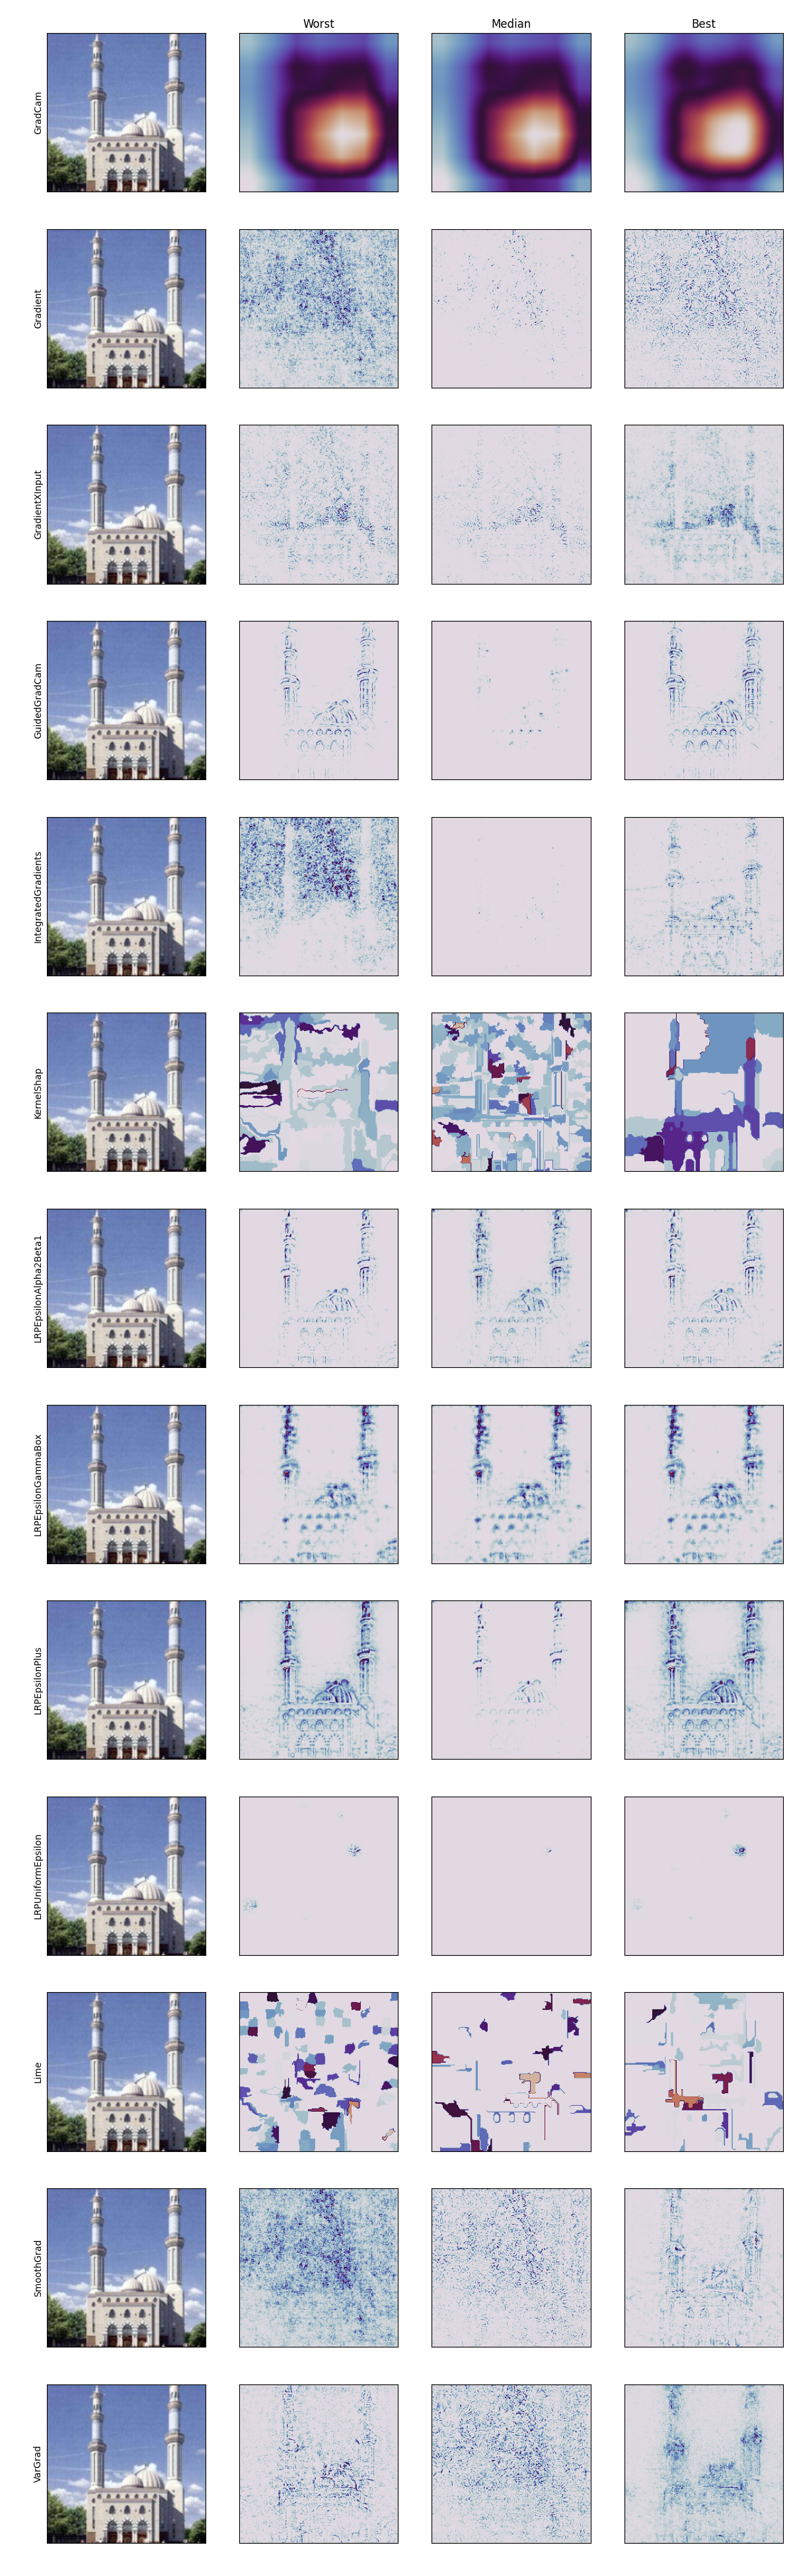 Worst Median Best
GradCam
Gradient
GradientXInput
GuidedGradCam
IntegratedGradients
KernelShap
LRPEpsilonAlpha2Beta1
LRPEpsilonGammaBox
LRPEpsilonPlus
LRPUniformEpsilon
Lime
SmoothGrad
VarGrad